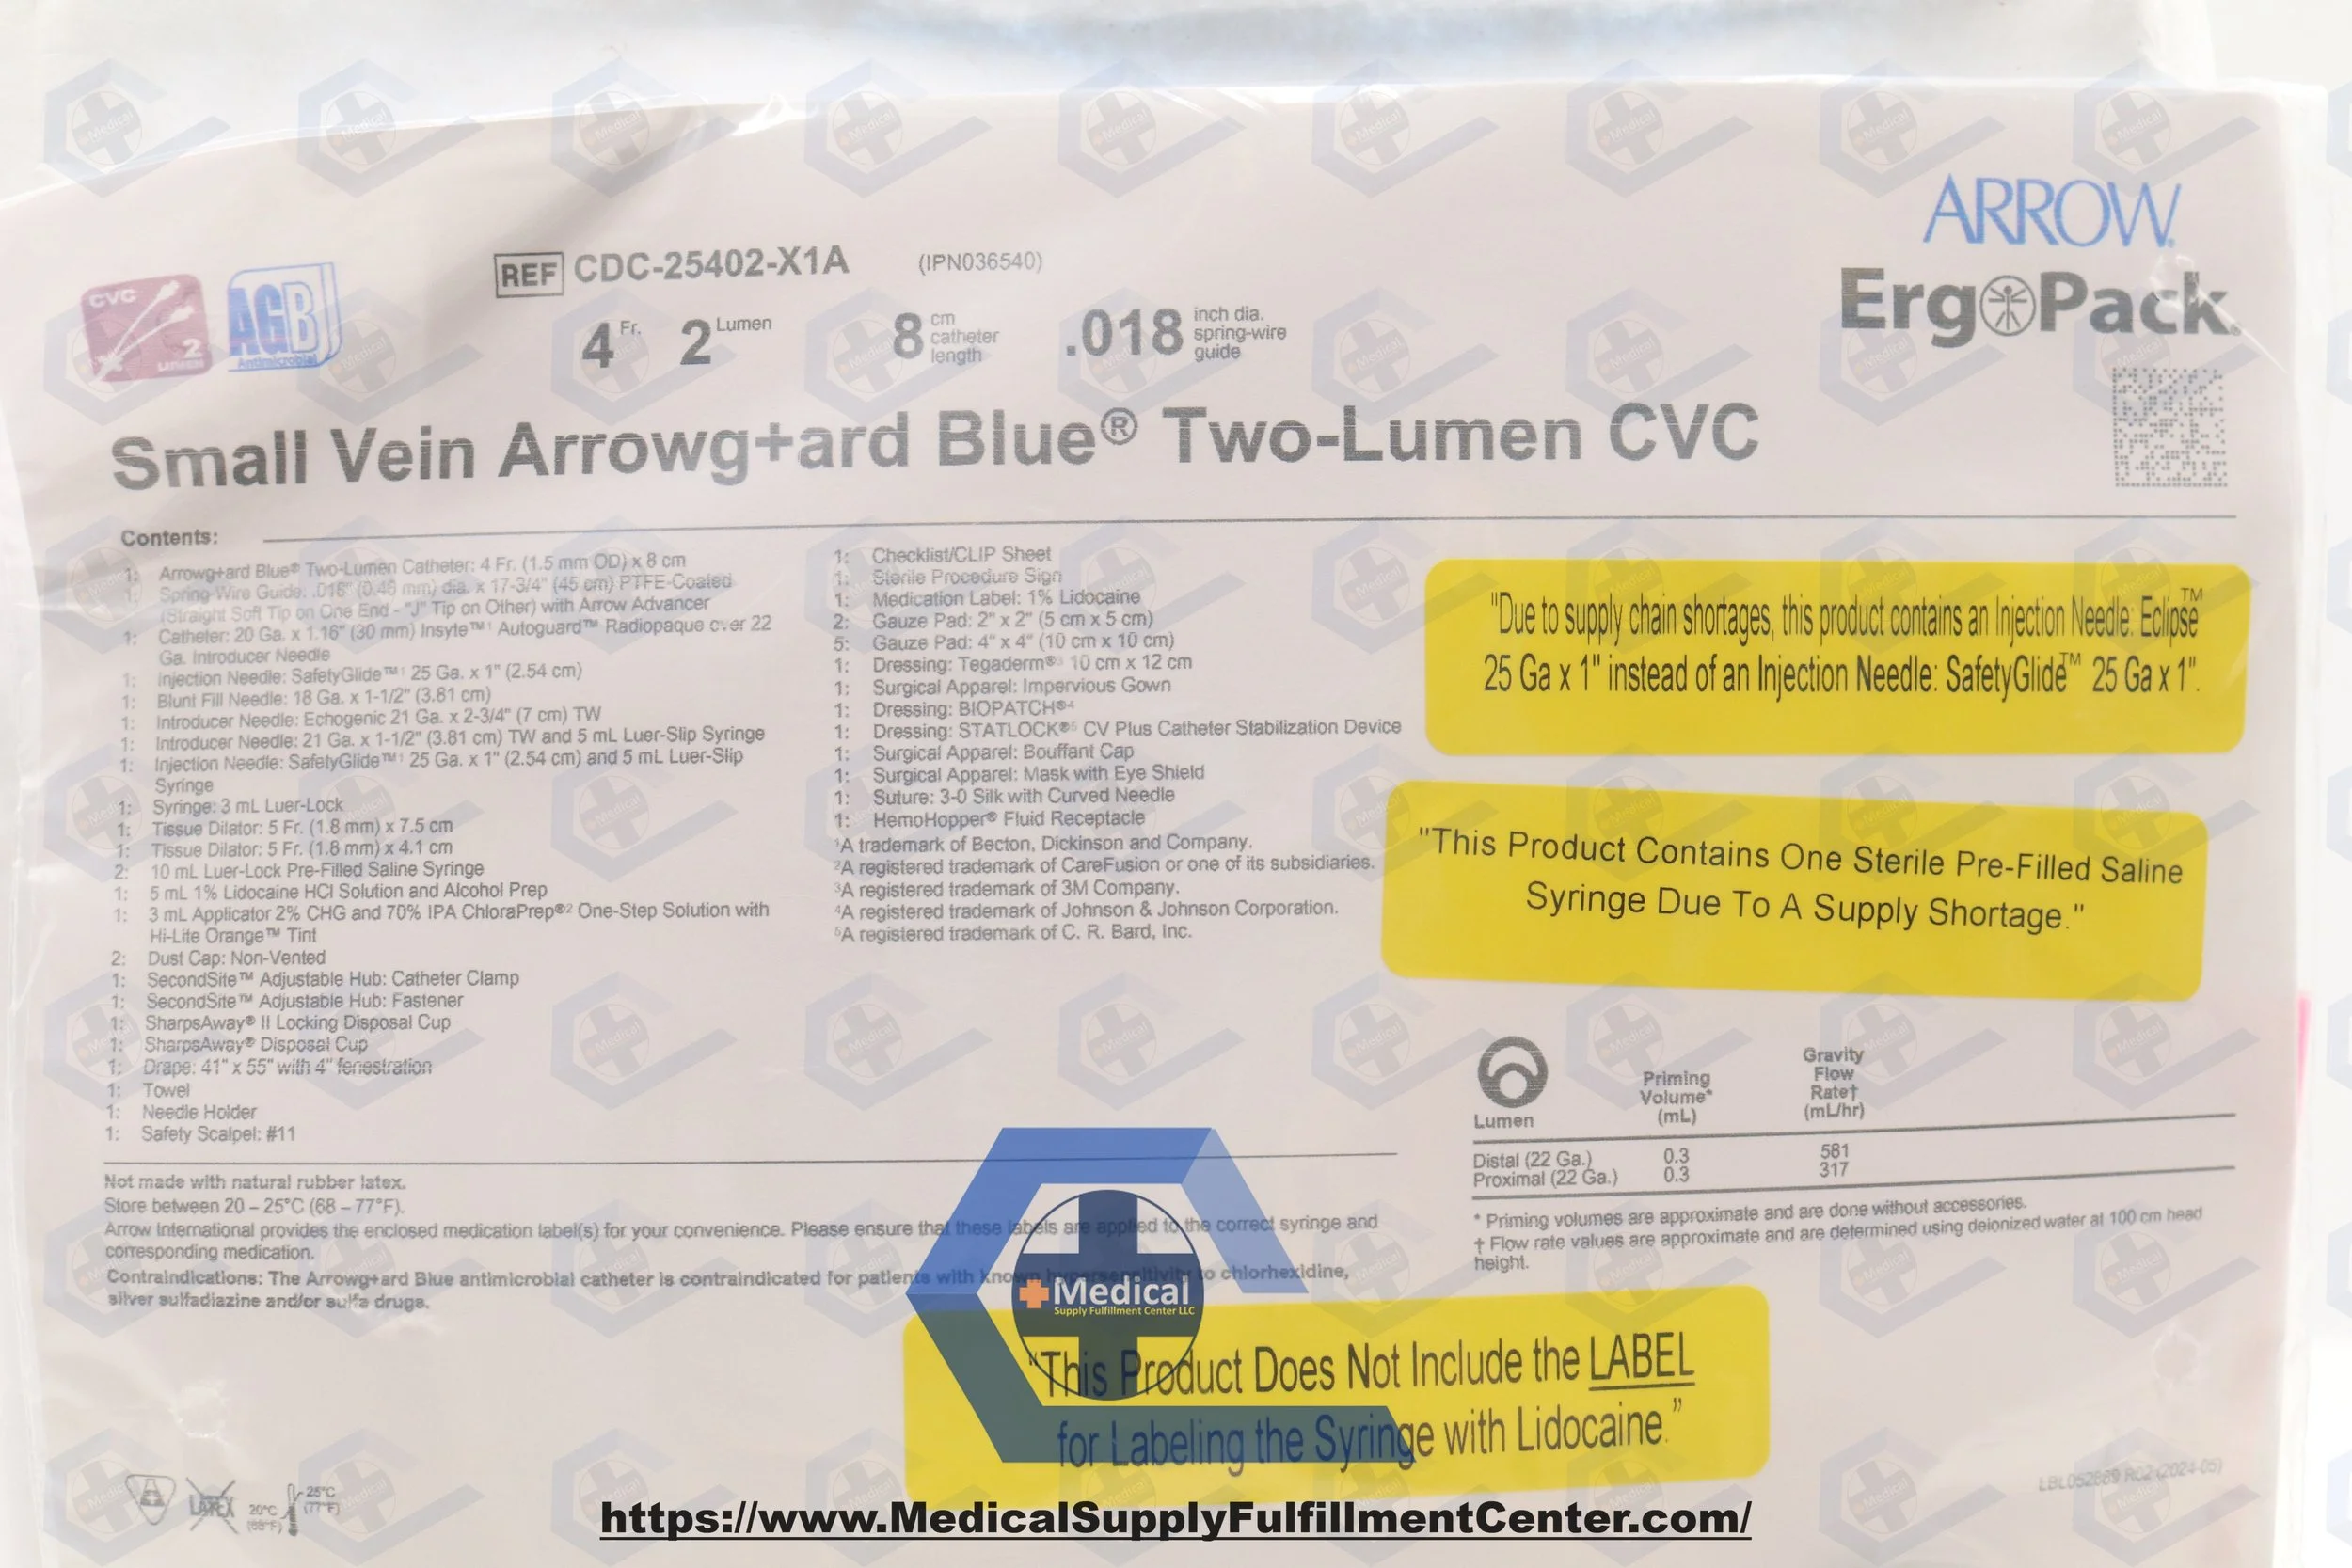 ARROW®
ErgoPack®
REF CDC-25402-X1A (IPN036540)
CVC
2
LUMEN
AGB
Antimicrobial
4 Fr. 2 Lumen 8 cm catheter length .018 inch dia. spring-wire guide
Small Vein Arrowg+ard Blue® Two-Lumen CVC
Contents:
1: Arrowg+ard Blue® Two-Lumen Catheter: 4 Fr. (1.5 mm OD) x 8 cm
1: Spring-Wire Guide: .018" (0.46 mm) dia. x 17-3/4" (45 cm) PTFE-Coated
(Straight Soft Tip on One End - "J" Tip on Other) with Arrow Advancer
1: Catheter: 20 Ga. x 1.16" (30 mm) Insyte™¹ Autoguard™ Radiopaque over 22
Ga. Introducer Needle
1: Injection Needle: SafetyGlide™¹ 25 Ga. x 1" (2.54 cm)
1: Blunt Fill Needle: 18 Ga. x 1-1/2" (3.81 cm)
1: Introducer Needle: Echogenic 21 Ga. x 2-3/4" (7 cm) TW
1: Introducer Needle: 21 Ga. x 1-1/2" (3.81 cm) TW and 5 mL Luer-Slip Syringe
1: Injection Needle: SafetyGlide™¹ 25 Ga. x 1" (2.54 cm) and 5 mL Luer-Slip
Syringe
1: Syringe: 3 mL Luer-Lock
1: Tissue Dilator: 5 Fr. (1.8 mm) x 7.5 cm
1: Tissue Dilator: 5 Fr. (1.8 mm) x 4.1 cm
2: 10 mL Luer-Lock Pre-Filled Saline Syringe
1: 5 mL 1% Lidocaine HCl Solution and Alcohol Prep
1: 3 mL Applicator 2% CHG and 70% IPA ChloraPrep®² One-Step Solution with
Hi-Lite Orange™ Tint
2: Dust Cap: Non-Vented
1: SecondSite™ Adjustable Hub: Catheter Clamp
1: SecondSite™ Adjustable Hub: Fastener
1: SharpsAway® II Locking Disposal Cup
1: SharpsAway® Disposal Cup
1: Drape: 41" x 55" with 4" fenestration
1: Towel
1: Needle Holder
1: Safety Scalpel: #11
1: Checklist/CLIP Sheet
1: Sterile Procedure Sign
1: Medication Label: 1% Lidocaine
2: Gauze Pad: 2" x 2" (5 cm x 5 cm)
5: Gauze Pad: 4" x 4" (10 cm x 10 cm)
1: Dressing: Tegaderm®³ 10 cm x 12 cm
1: Surgical Apparel: Impervious Gown
1: Dressing: BIOPATCH®⁴
1: Dressing: STATLOCK®⁵ CV Plus Catheter Stabilization Device
1: Surgical Apparel: Bouffant Cap
1: Surgical Apparel: Mask with Eye Shield
1: Suture: 3-0 Silk with Curved Needle
1: HemoHopper® Fluid Receptacle
¹A trademark of Becton, Dickinson and Company.
²A registered trademark of CareFusion or one of its subsidiaries.
³A registered trademark of 3M Company.
⁴A registered trademark of Johnson & Johnson Corporation.
⁵A registered trademark of C. R. Bard, Inc.
"Due to supply chain shortages, this product contains an Injection Needle: Eclipse™
25 Ga x 1" instead of an Injection Needle: SafetyGlide™ 25 Ga x 1".
"This Product Contains One Sterile Pre-Filled Saline
Syringe Due To A Supply Shortage."
Lumen Priming Volume* (mL) Gravity Flow Rate† (mL/hr)
Distal (22 Ga.) 0.3 581
Proximal (22 Ga.) 0.3 317
* Priming volumes are approximate and are done without accessories.
† Flow rate values are approximate and are determined using deionized water at 100 cm head
height.
Not made with natural rubber latex.
Store between 20 – 25°C (68 – 77°F).
Arrow International provides the enclosed medication label(s) for your convenience. Please ensure that these labels are applied to the correct syringe and
corresponding medication.
Contraindications: The Arrowg+ard Blue antimicrobial catheter is contraindicated for patients with known hypersensitivity to chlorhexidine,
silver sulfadiazine and/or sulfa drugs.
Medical
Supply Fulfillment Center LLC
"This Product Does Not Include the LABEL
for Labeling the Syringe with Lidocaine."
LATEX
20°C
(68°F)
25°C
(77°F)
LBL052889 R02 (2024-05)
https://www.MedicalSupplyFulfillmentCenter.com/